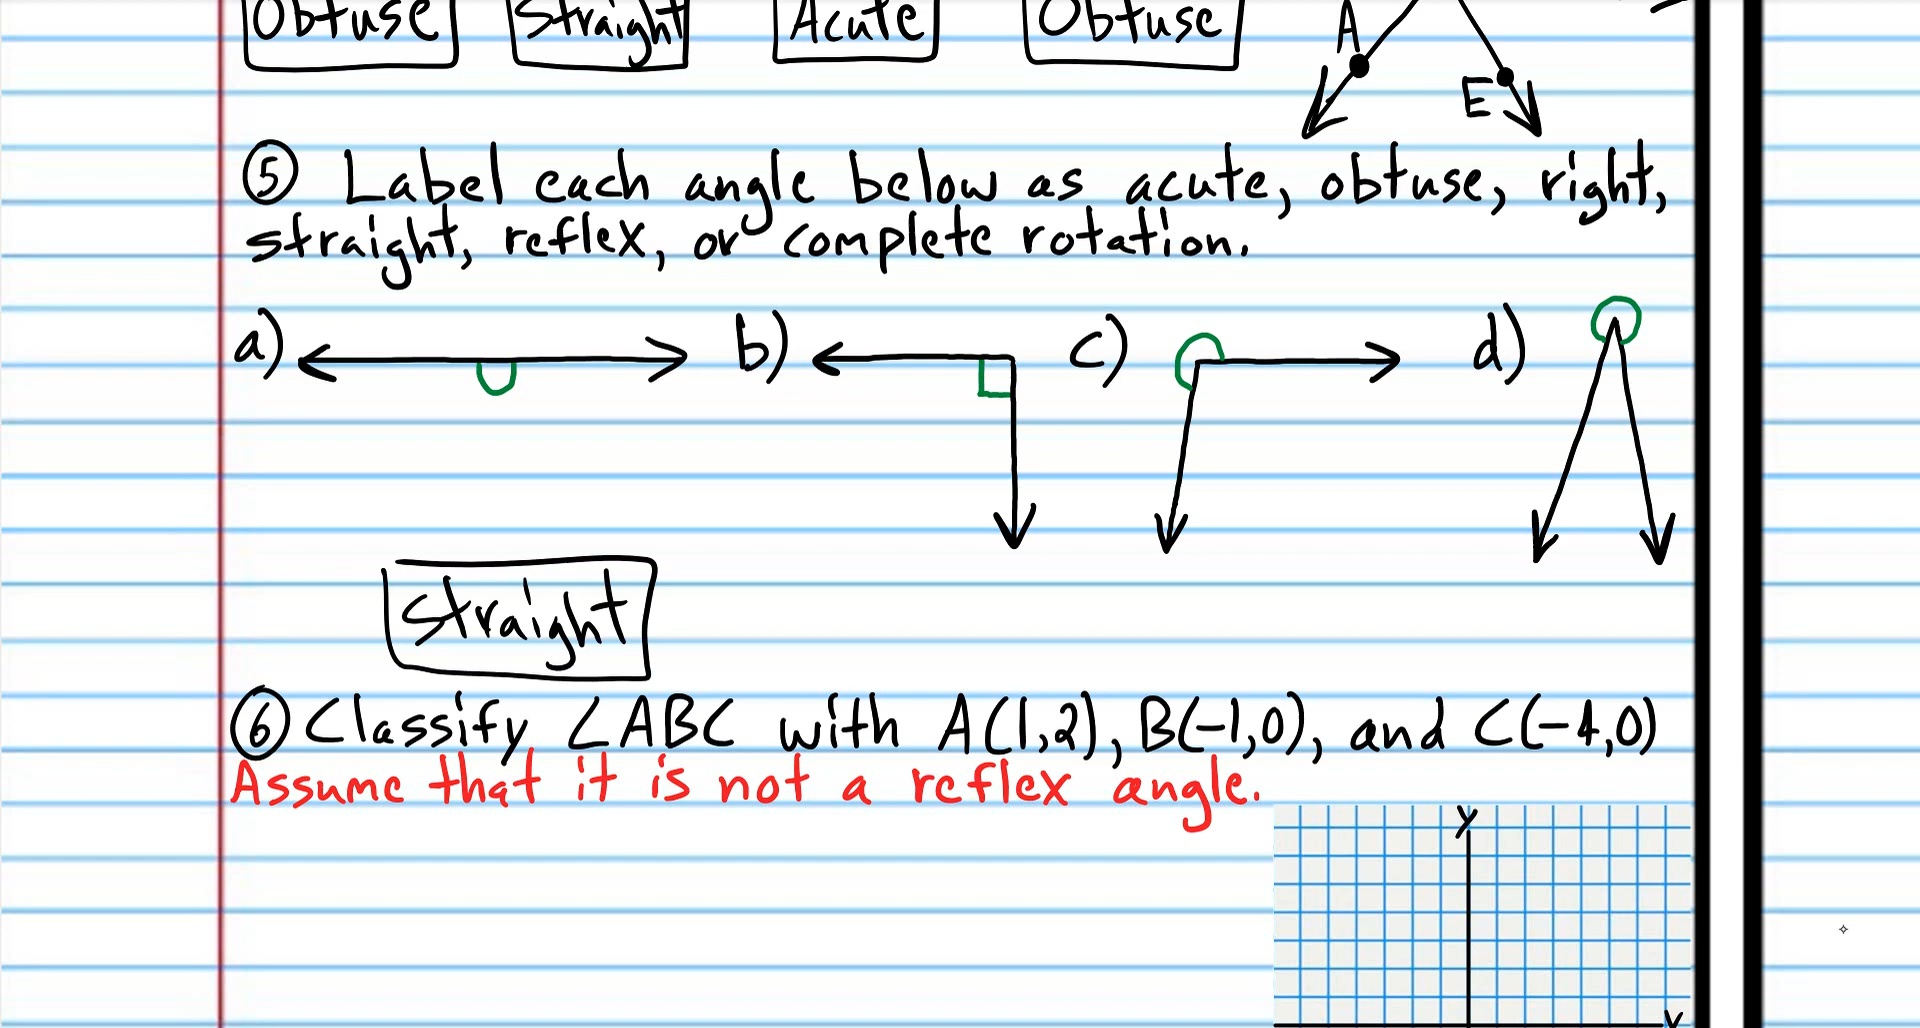 Obtuse Straight Acute Obtuse A
E
⑤ Label each angle below as acute, obtuse, right,
straight, reflex, or complete rotation.
a) b) c) d)
Straight
⑥ Classify ∠ABC with A(1,2), B(-1,0), and C(-4,0)
Assume that it is not a reflex angle.
y
x